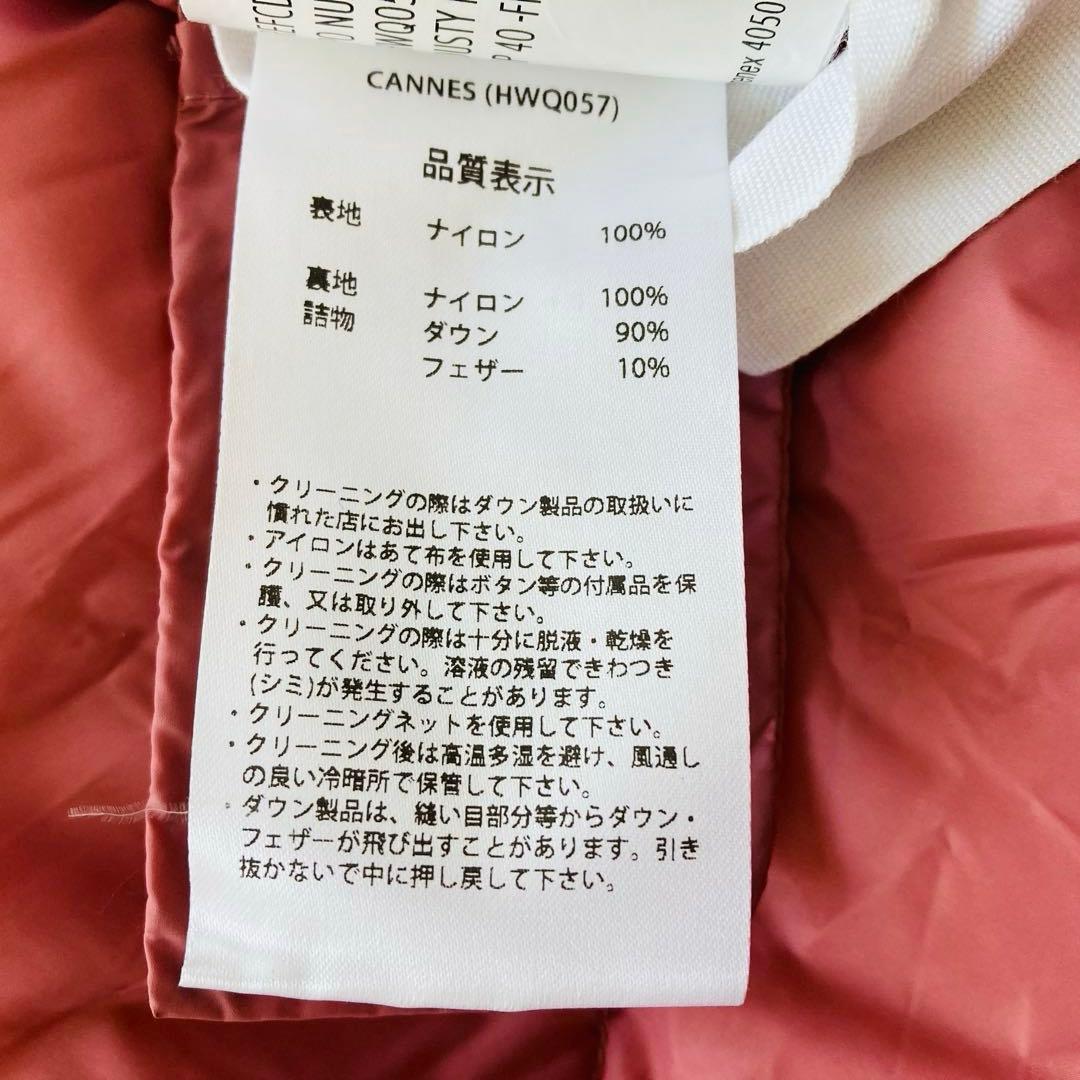 CANNES (HWQ057)
品質表示
表地 ナイロン 100%
裏地 ナイロン 100%
詰物 ダウン 90%
フェザー 10%
・クリーニングの際はダウン製品の取扱いに
慣れた店にお出し下さい。
・アイロンはあて布を使用して下さい。
・クリーニングの際はボタン等の付属品を保
護、又は取り外して下さい。
・クリーニングの際は十分に脱液・乾燥を
行ってください。溶液の残留できわつき
(シミ)が発生することがあります。
・クリーニングネットを使用して下さい。
・クリーニング後は高温多湿を避け、風通し
の良い冷暗所で保管して下さい。
・ダウン製品は、縫い目部分等からダウン・
フェザーが飛び出すことがあります。引き
抜かないで中に押し戻して下さい。